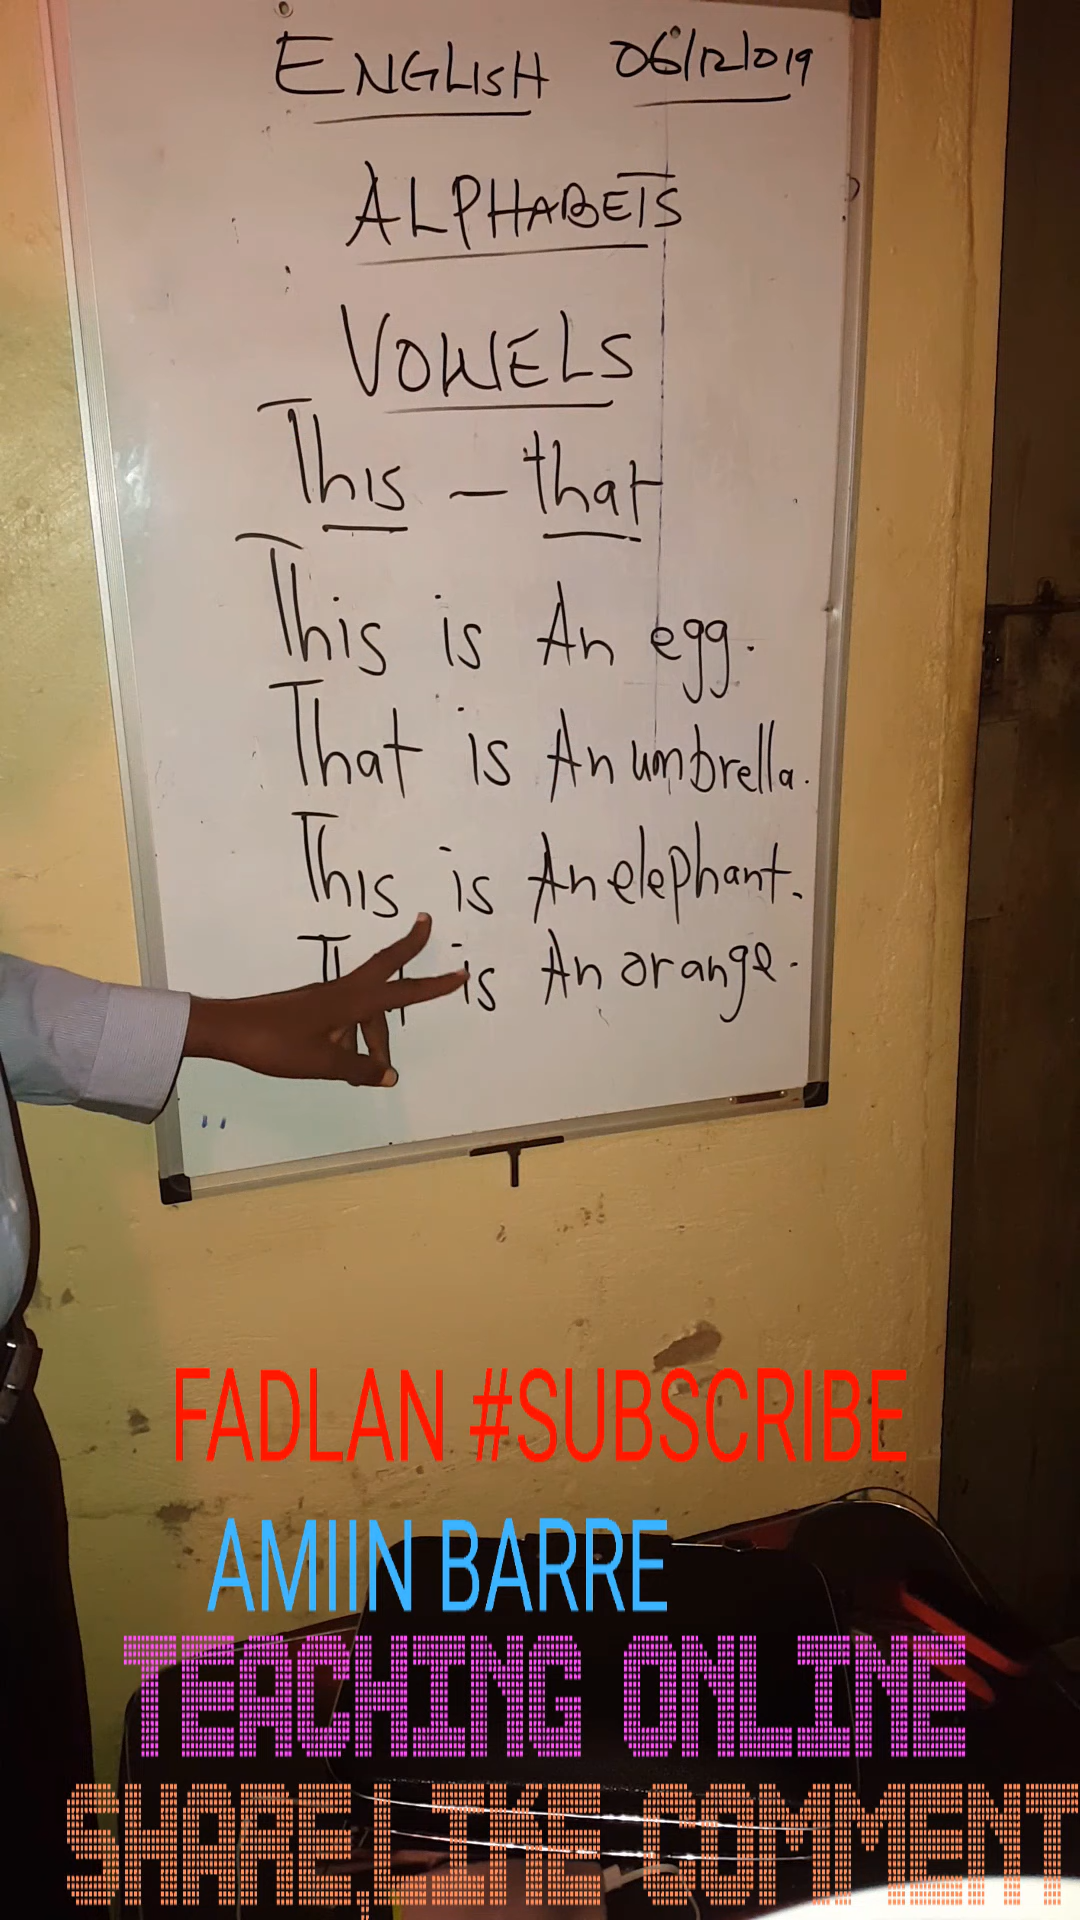 ENGLISH 06/12/2019
ALPHABETS
VOWELS
This - that
This is An egg.
That is An umbrella.
This is An elephant.
is An orange.
FADLAN #SUBSCRIBE
AMIIN BARRE
TEACHING ONLINE
SHARE,LIKE COMMENT